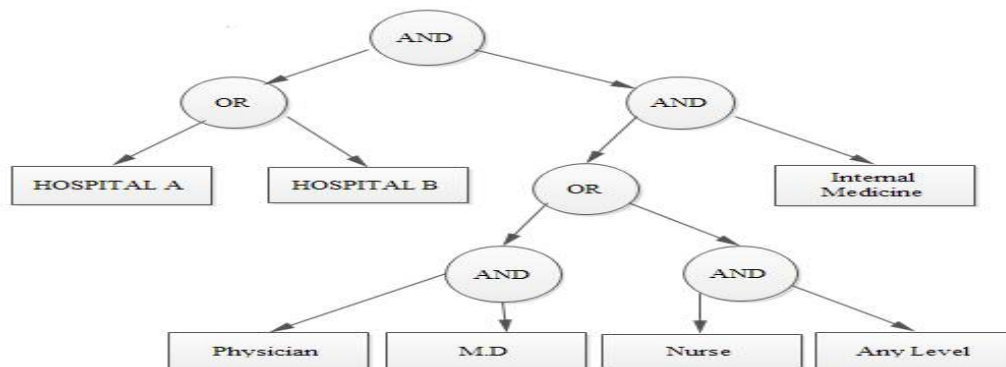 AND
OR
AND
HOSPITAL A
HOSPITAL B
OR
Internal
Medicine
AND
AND
Physician
M.D
Nurse
Any Level